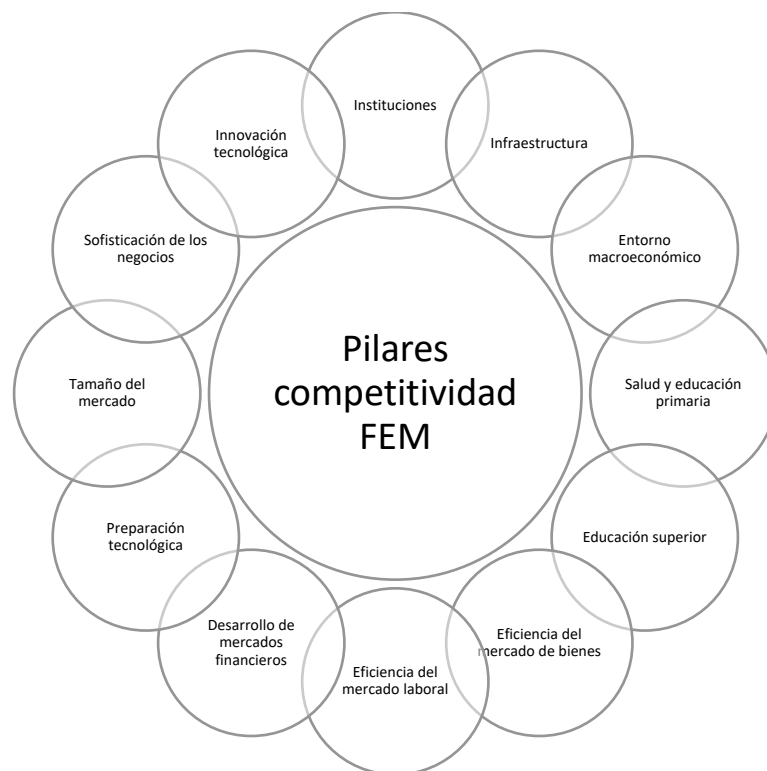 Instituciones
Infraestructura
Entorno
macroeconómico
Salud y educación
primaria
Educación superior
Eficiencia del
mercado de bienes
Eficiencia del
mercado laboral
Desarrollo de
mercados
financieros
Preparación
tecnológica
Tamaño del
mercado
Sofisticación de los
negocios
Innovación
tecnológica
Pilares
competitividad
FEM